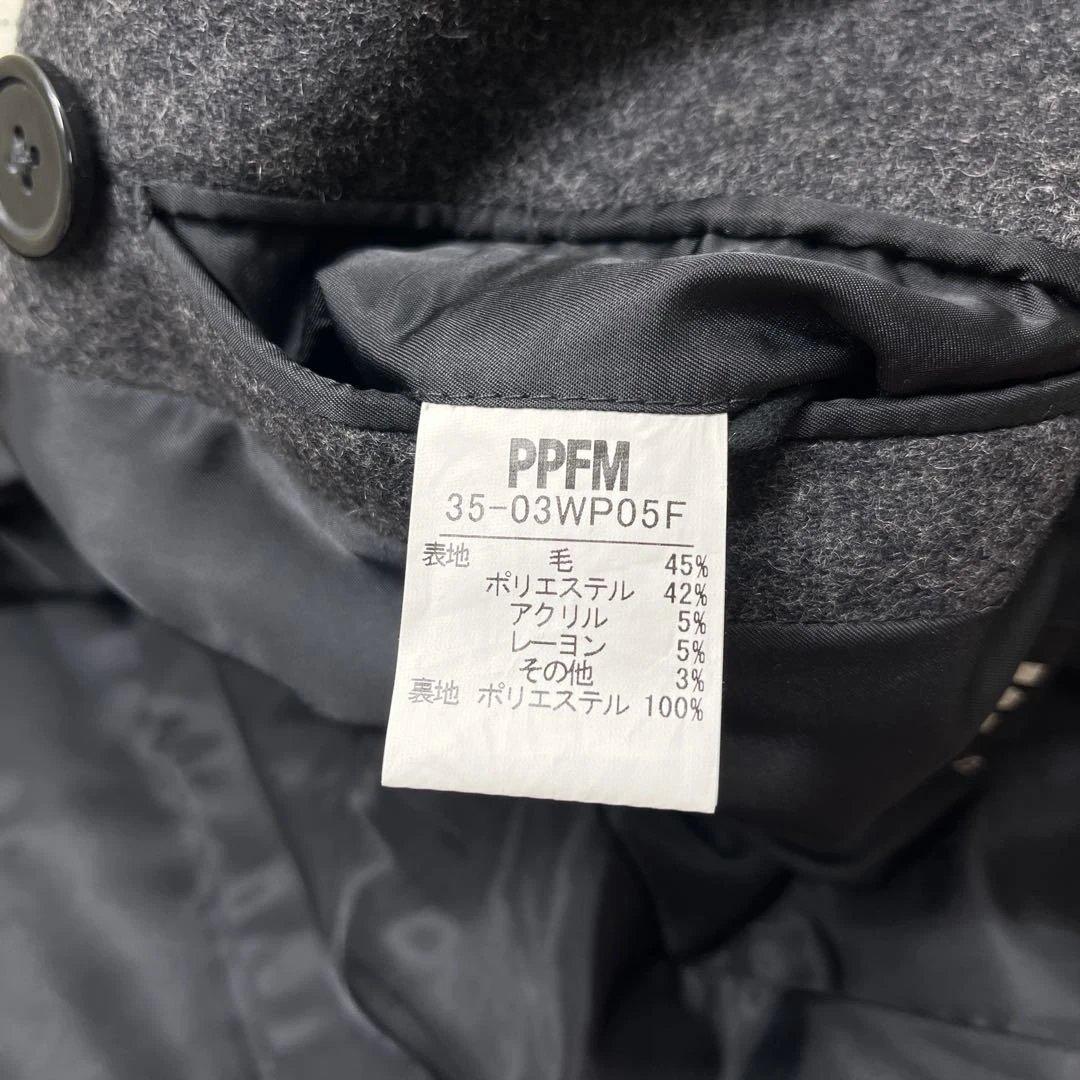 PPFM
35-03WP05F
表地 毛 45%
ポリエステル 42%
アクリル 5%
レーヨン 5%
その他 3%
裏地 ポリエステル 100%